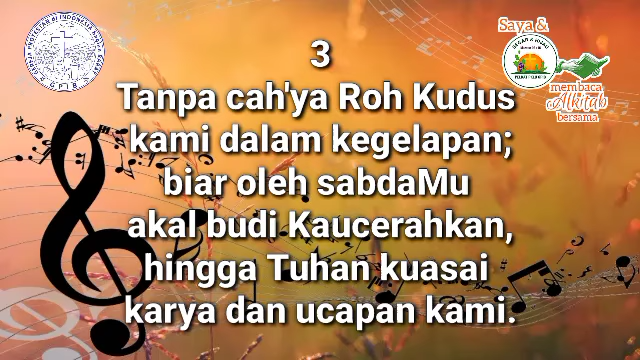 Saya &
membaca
Alkitab
bersama
3
Tanpa cah'ya Roh Kudus
kami dalam kegelapan;
biar oleh sabdaMu
akal budi Kaucerahkan,
hingga Tuhan kuasai
karya dan ucapan kami.